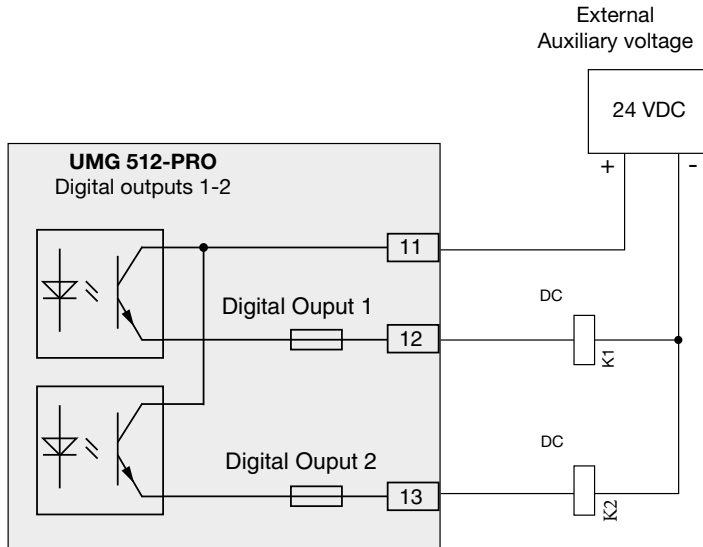 External
Auxiliary voltage
24 VDC
+ -
UMG 512-PRO
Digital outputs 1-2
11
DC
Digital Ouput 1
12
K1
DC
Digital Ouput 2
13
K2